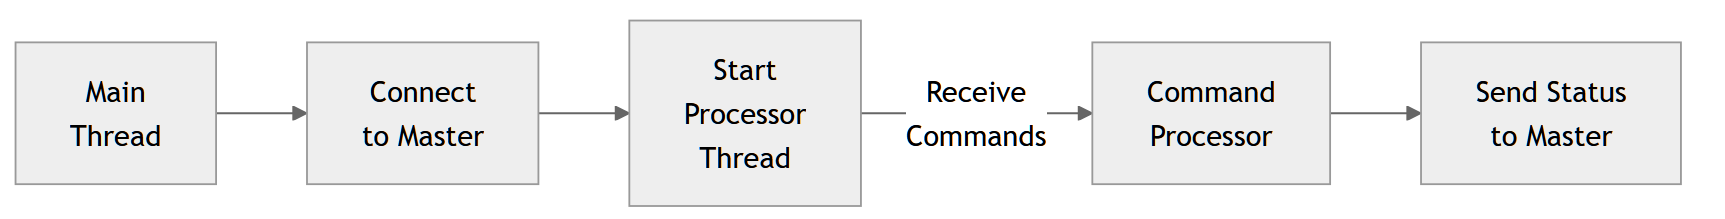 Main
Thread
Connect
to Master
Start
Processor
Thread
Receive
Commands
Command
Processor
Send Status
to Master